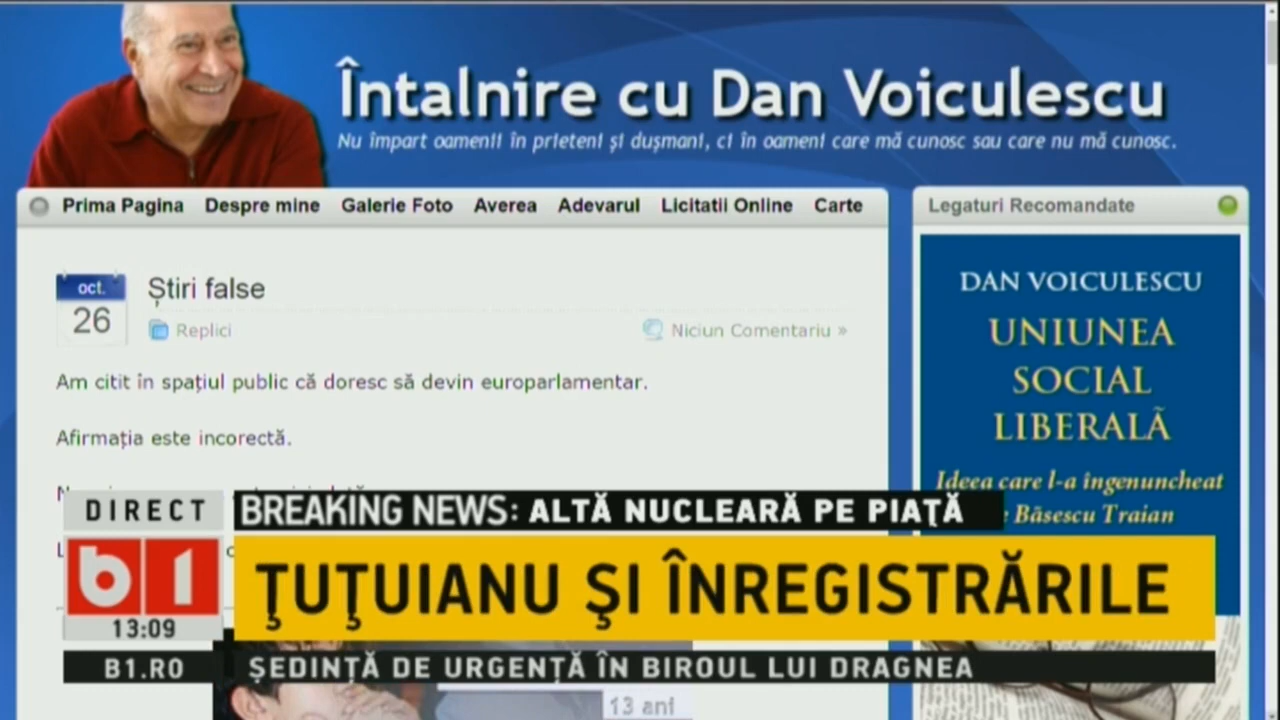 Întalnire cu Dan Voiculescu
Nu împart oamenii în prieteni și dușmani, ci în oameni care mă cunosc sau care nu mă cunosc.
Prima Pagina Despre mine Galerie Foto Averea Adevarul Licitatii Online Carte
Legaturi Recomandate
oct.
26
Știri false
Replici
Niciun Comentariu »
Am citit în spațiul public că doresc să devin europarlamentar.
Afirmația este incorectă.
DAN VOICULESCU
UNIUNEA
SOCIAL
LIBERALĂ
Ideea care l-a îngenuncheat
Băsescu Traian
DIRECT
BREAKING NEWS: ALTĂ NUCLEARĂ PE PIAŢĂ
b1
ŢUŢUIANU ŞI ÎNREGISTRĂRILE
13:09
B1.RO
ȘEDINȚĂ DE URGENȚĂ ÎN BIROUL LUI DRAGNEA
13 ani